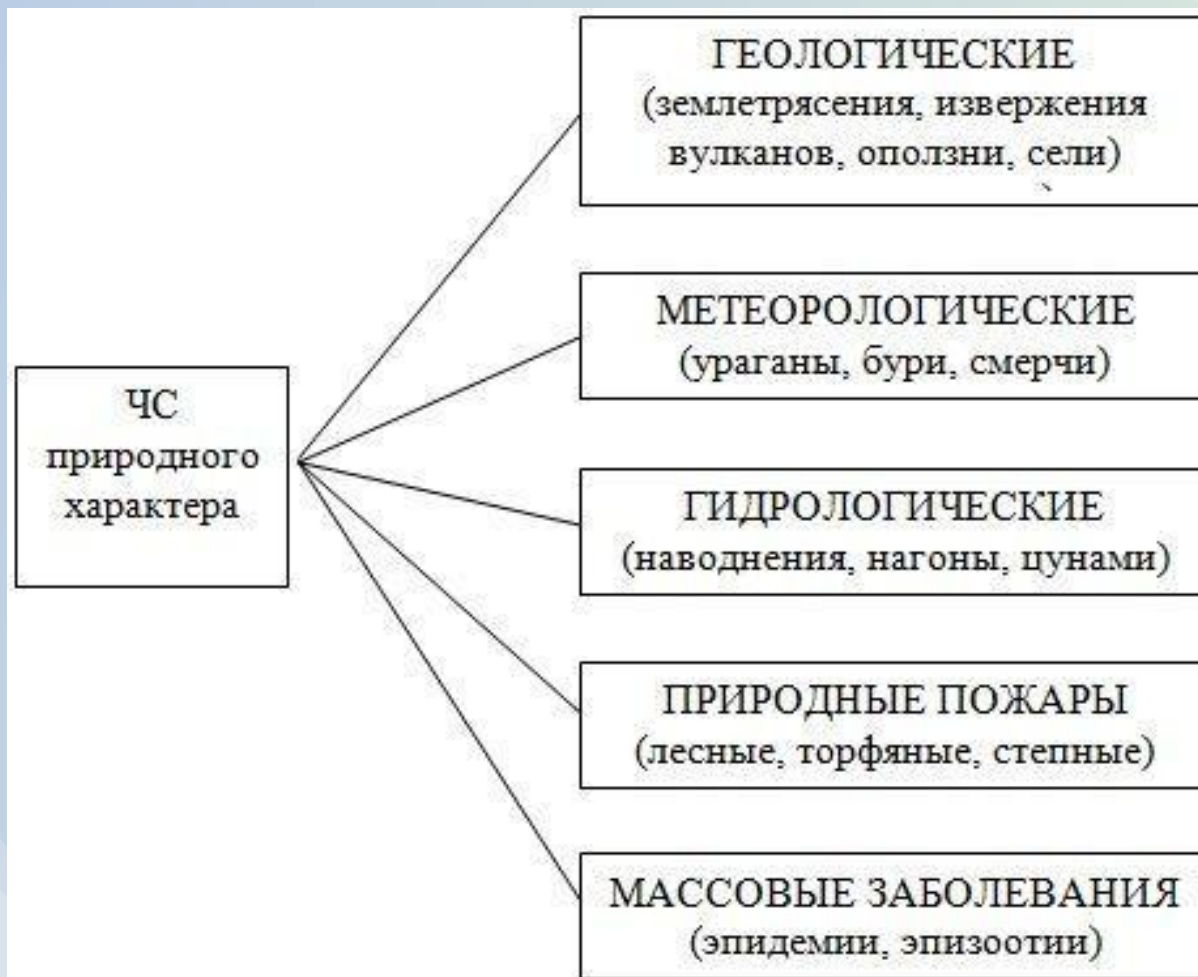 ГЕОЛОГИЧЕСКИЕ
(землетрясения, извержения
вулканов, оползни, сели)
МЕТЕОРОЛОГИЧЕСКИЕ
(ураганы, бури, смерчи)
ЧС
природного
характера
ГИДРОЛОГИЧЕСКИЕ
(наводнения, нагоны, цунами)
ПРИРОДНЫЕ ПОЖАРЫ
(лесные, торфяные, степные)
МАССОВЫЕ ЗАБОЛЕВАНИЯ
(эпидемии, эпизоотии)